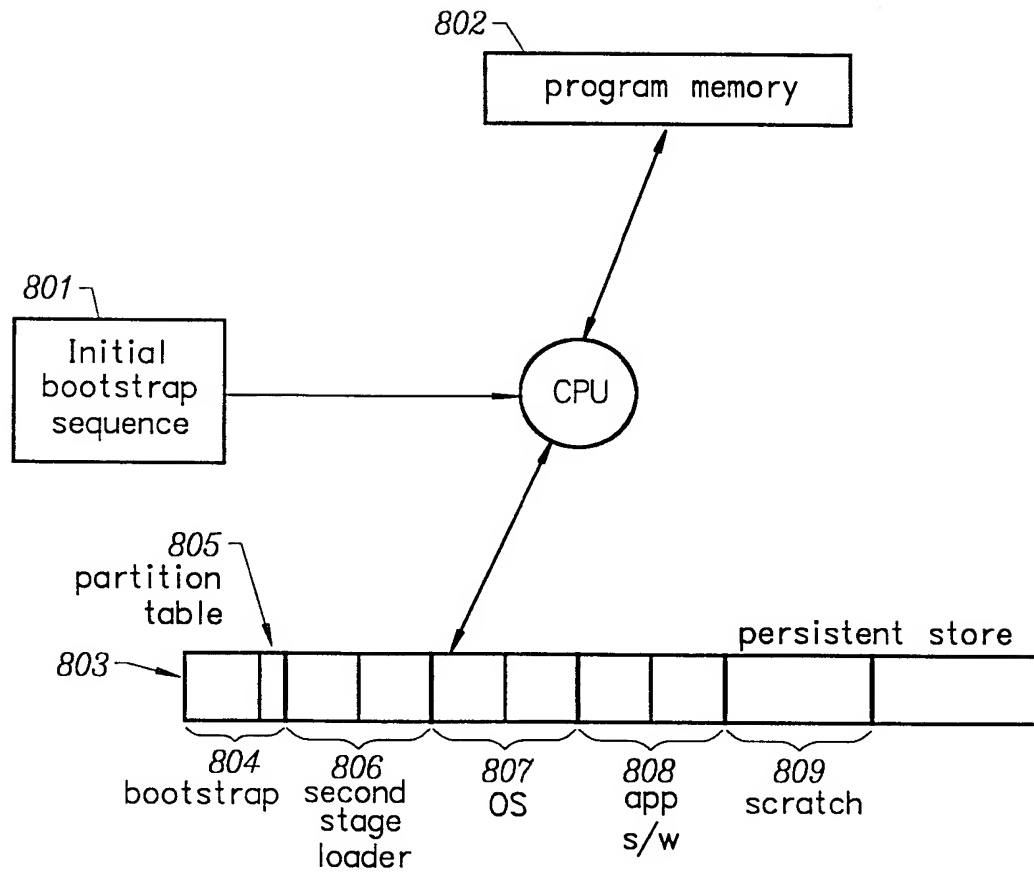 802
program memory
801
Initial
bootstrap
sequence
CPU
805
partition
table
persistent store
803
804
bootstrap
806
second
stage
loader
807
OS
808
app
s/w
809
scratch